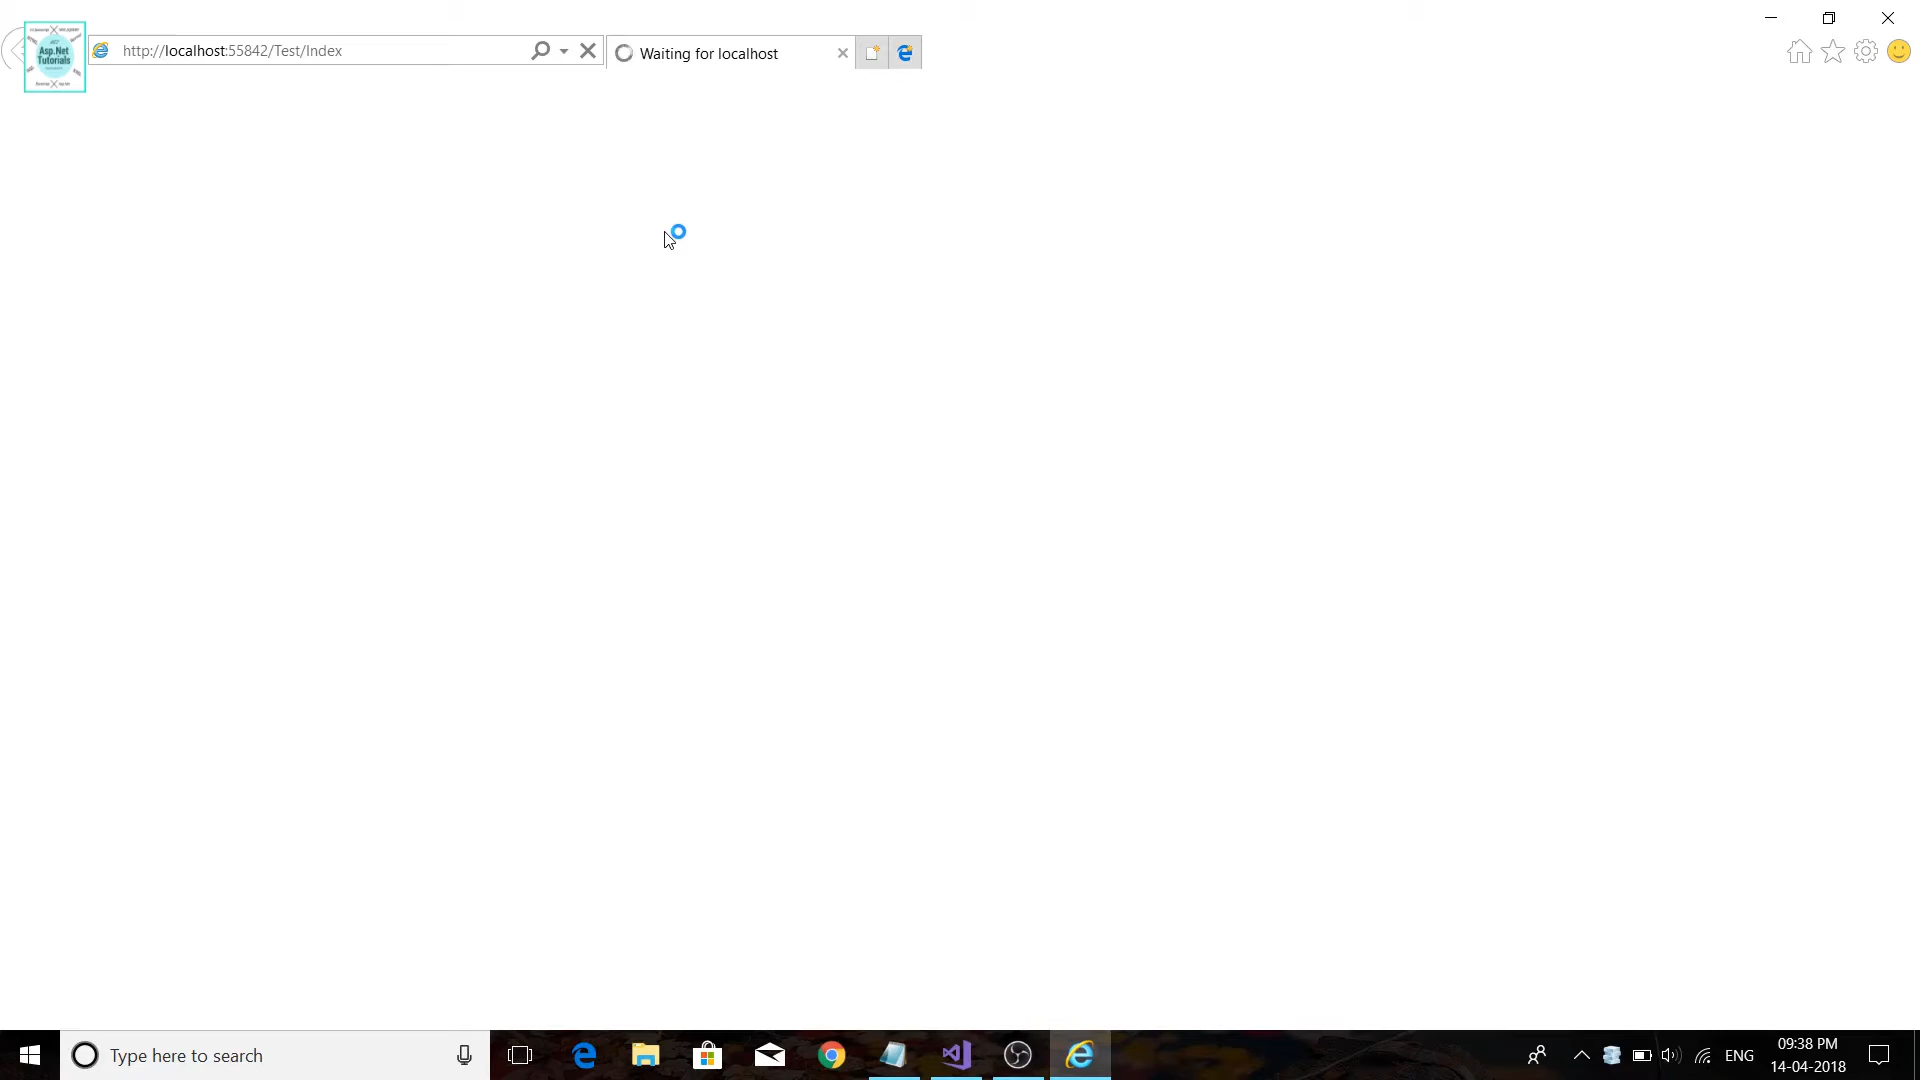 http://localhost:55842/Test/Index
Waiting for localhost
Asp.Net
Tutorials
Type here to search
ENG
09:38 PM
14-04-2018